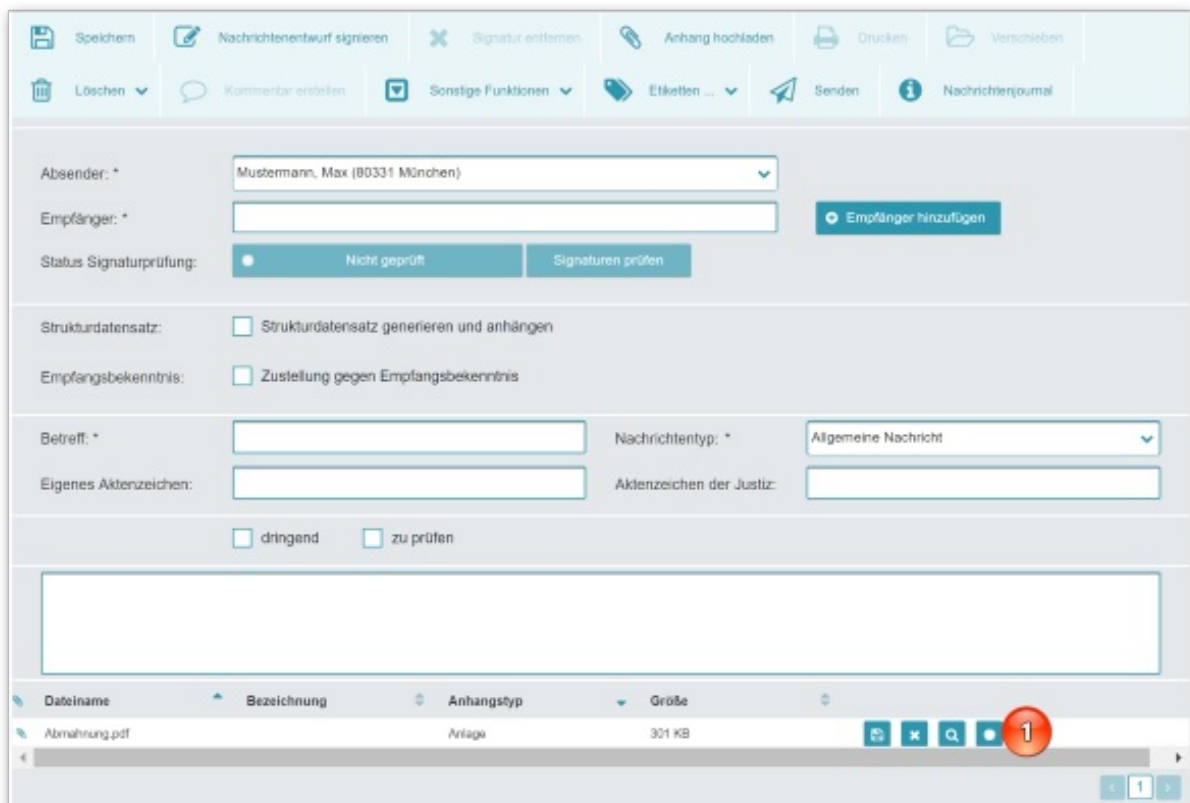 Speichern Nachrichtenentwurf signieren Signatur entfernen Anhang hochladen Drucken Verschieben
Löschen Kommentar erstellen Sonstige Funktionen Etiketten ... Senden Nachrichtenjournal
Absender: * Mustermann, Max (80331 München)
Empfänger: * Empfänger hinzufügen
Status Signaturprüfung: Nicht geprüft Signaturen prüfen
Strukturdatensatz: Strukturdatensatz generieren und anhängen
Empfangsbekenntnis: Zustellung gegen Empfangsbekenntnis
Betreff: * Nachrichtentyp: * Allgemeine Nachricht
Eigenes Aktenzeichen: Aktenzeichen der Justiz:
dringend zu prüfen
Dateiname Bezeichnung Anhangstyp Größe
Abmahnung.pdf Anlage 301 KB 1
1